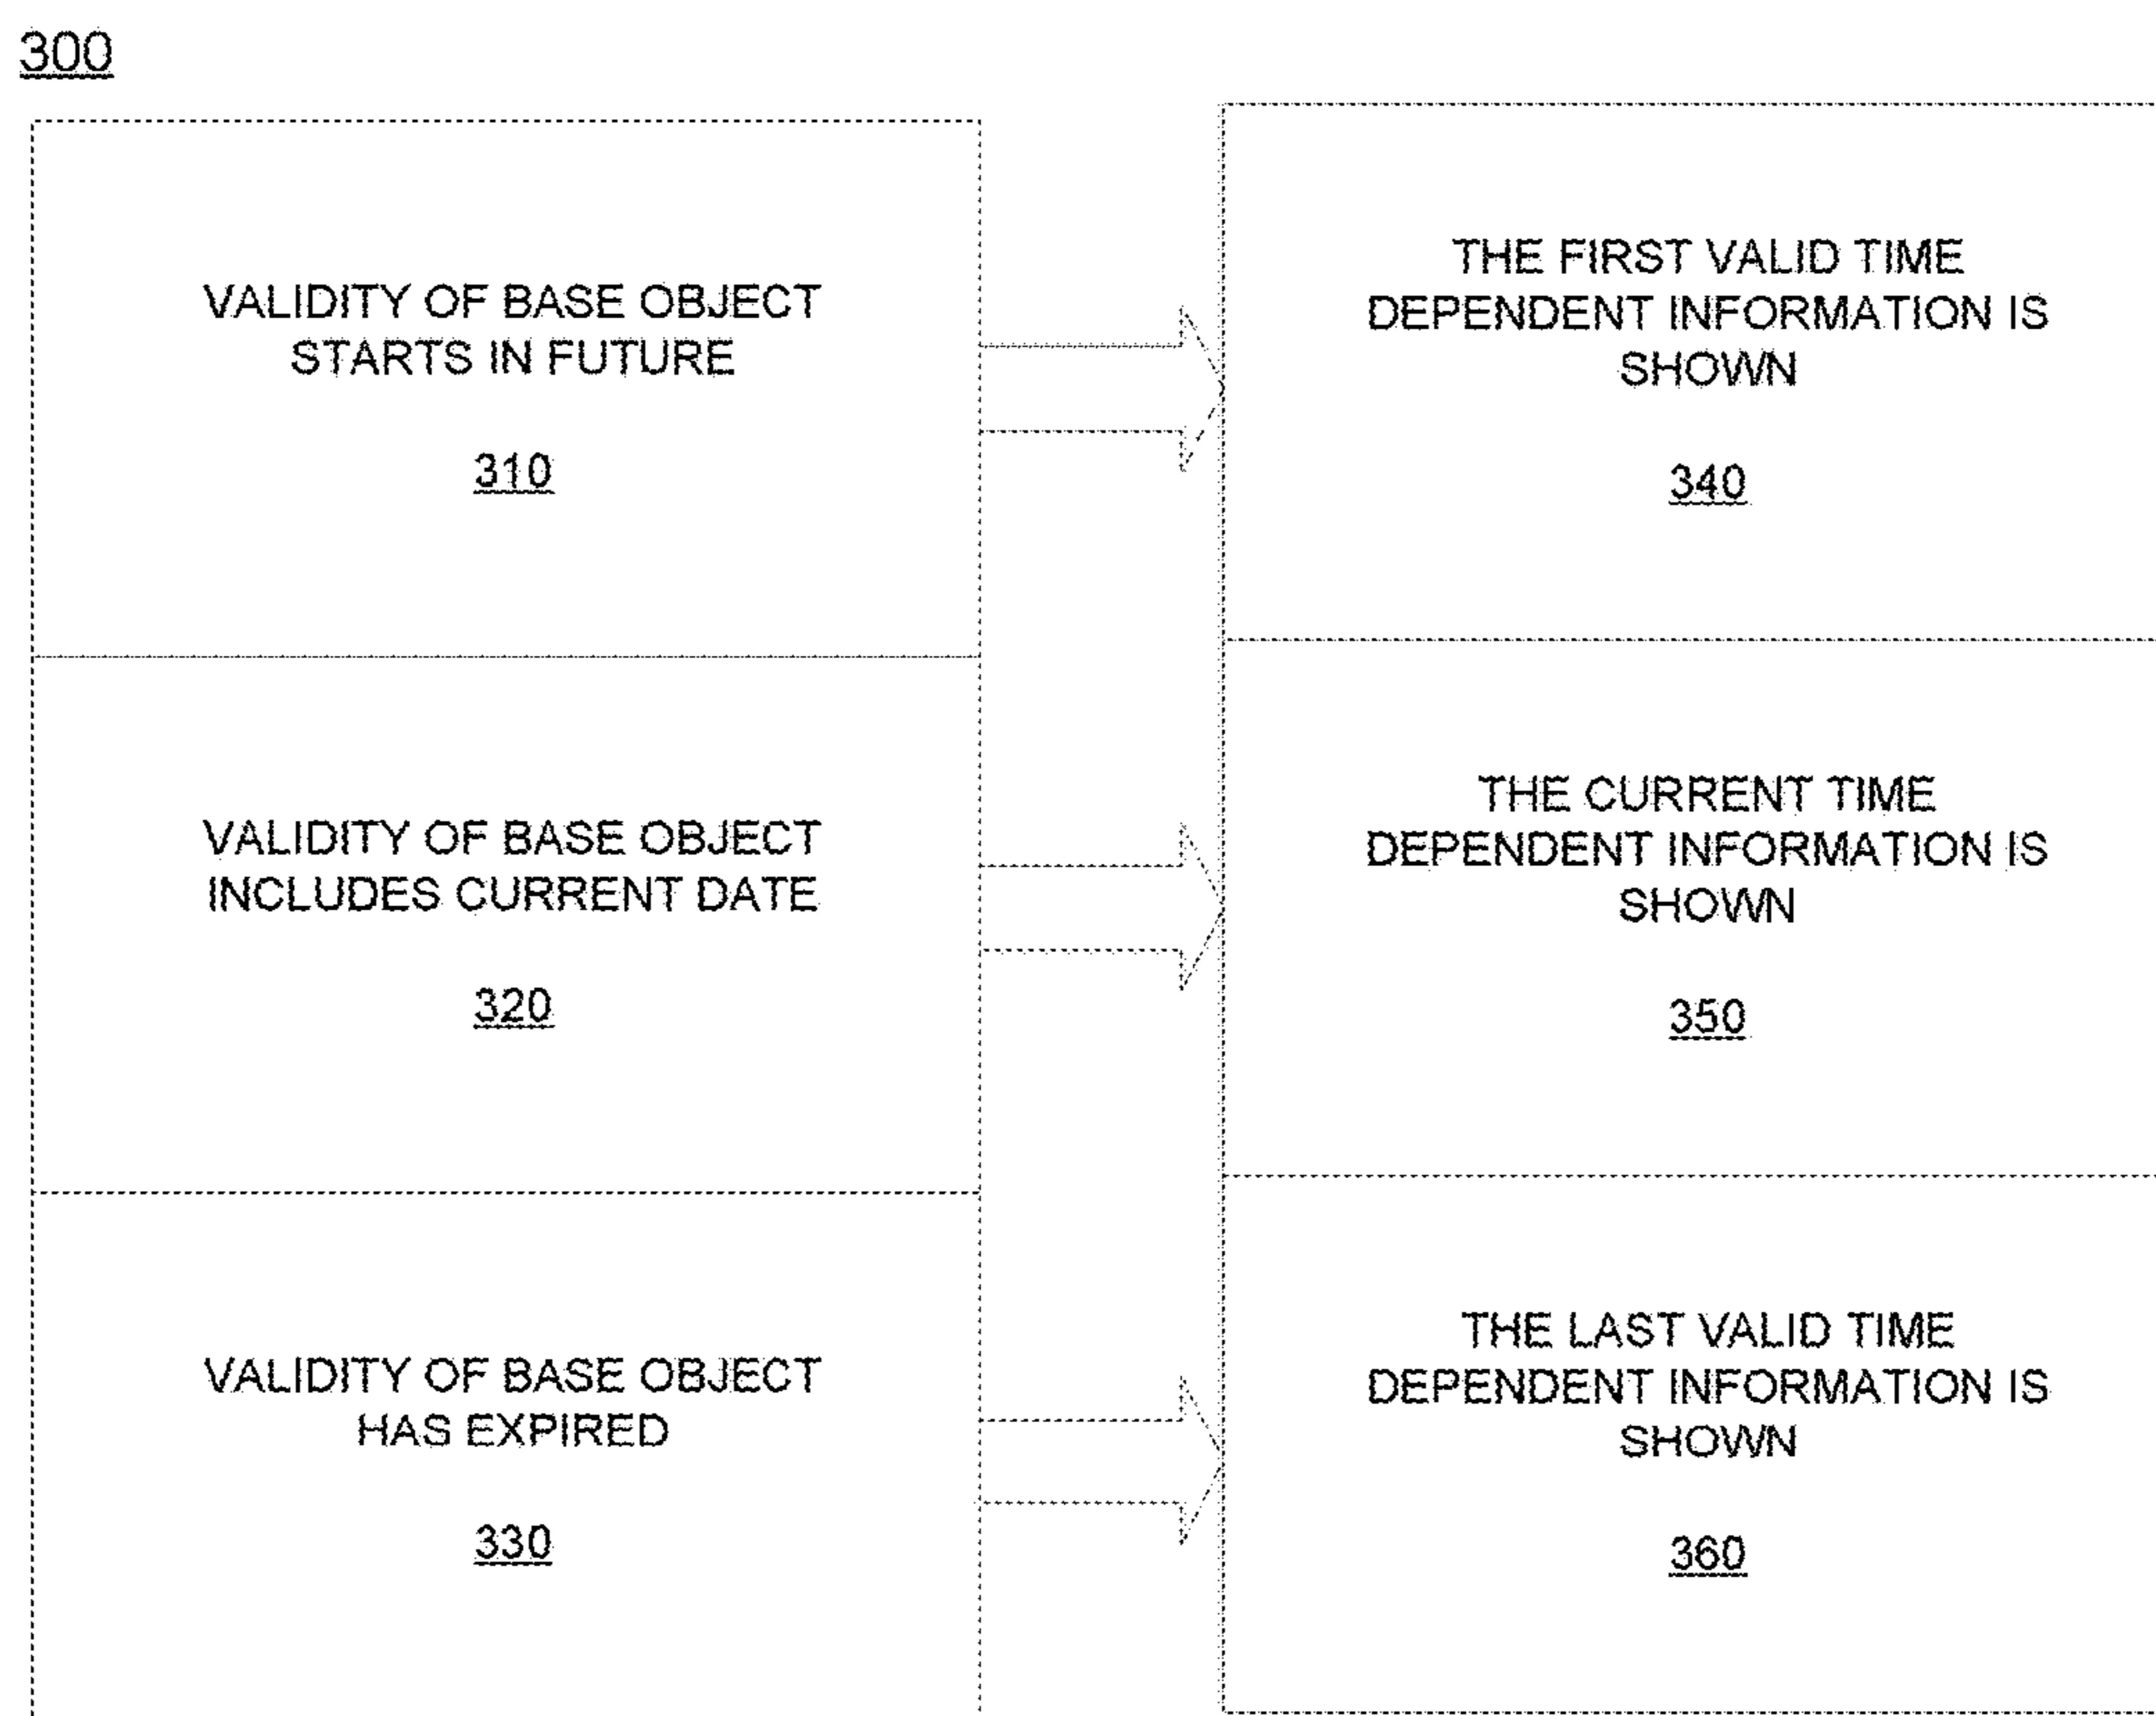 300
VALIDITY OF BASE OBJECT
STARTS IN FUTURE
310
THE FIRST VALID TIME
DEPENDENT INFORMATION IS
SHOWN
340
VALIDITY OF BASE OBJECT
INCLUDES CURRENT DATE
320
THE CURRENT TIME
DEPENDENT INFORMATION IS
SHOWN
350
VALIDITY OF BASE OBJECT
HAS EXPIRED
330
THE LAST VALID TIME
DEPENDENT INFORMATION IS
SHOWN
360